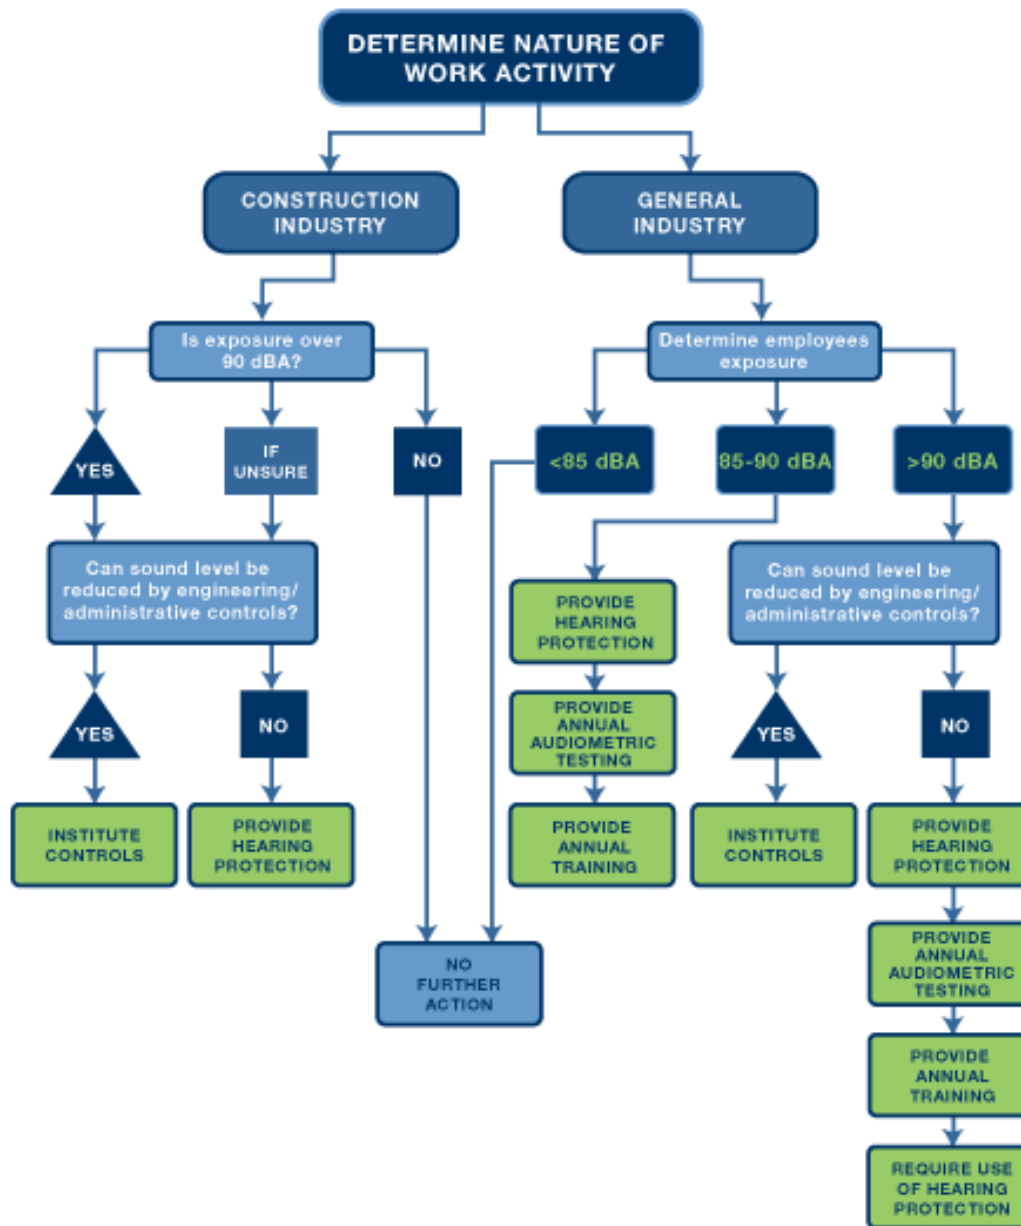 DETERMINE NATURE OF
WORK ACTIVITY
CONSTRUCTION
INDUSTRY
GENERAL
INDUSTRY
Is exposure over
90 dBA?
Determine employees
exposure
YES
IF
UNSURE
NO
<85 dBA
85-90 dBA
>90 dBA
Can sound level be
reduced by engineering/
administrative controls?
Can sound level be
reduced by engineering/
administrative controls?
PROVIDE
HEARING
PROTECTION
YES
NO
PROVIDE
ANNUAL
AUDIOMETRIC
TESTING
YES
NO
INSTITUTE
CONTROLS
PROVIDE
HEARING
PROTECTION
PROVIDE
ANNUAL
TRAINING
INSTITUTE
CONTROLS
PROVIDE
HEARING
PROTECTION
NO
FURTHER
ACTION
PROVIDE
ANNUAL
AUDIOMETRIC
TESTING
PROVIDE
ANNUAL
TRAINING
REQUIRE USE
OF HEARING
PROTECTION